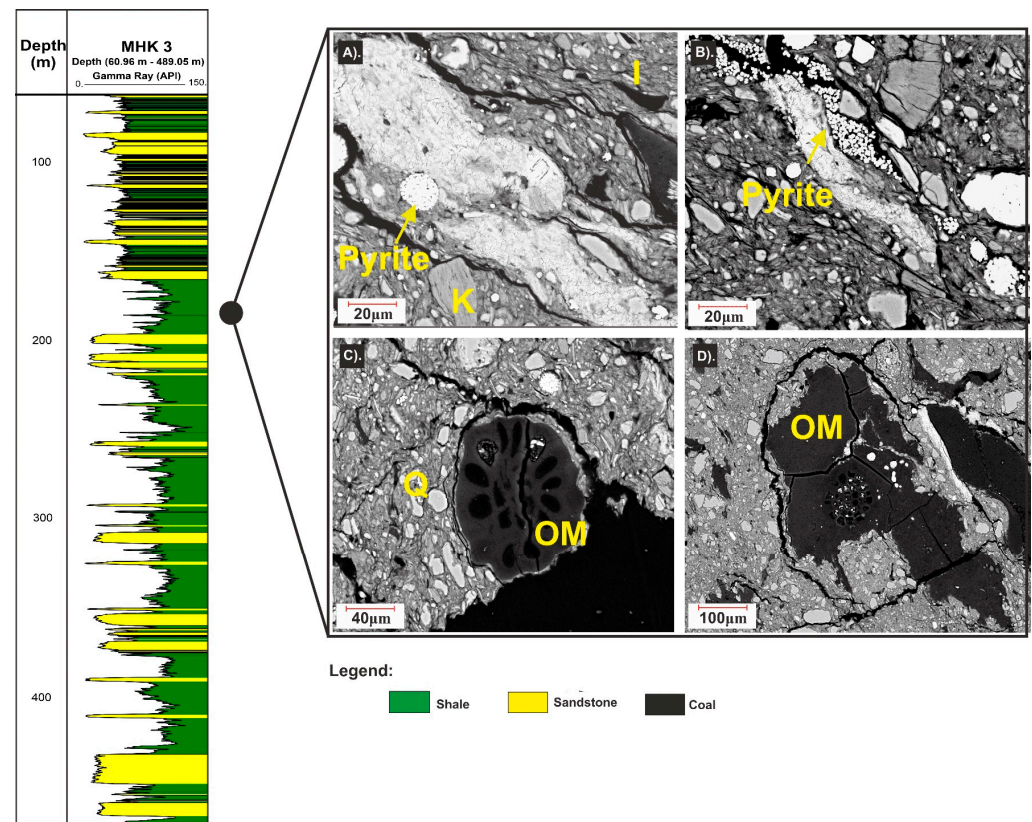 Depth
(m)
MHK 3
Depth (60.96 m - 489.05 m)
Gamma Ray (API)
0.
150.
100
200
300
400
A).
I
Pyrite
K
20µm
B).
Pyrite
20µm
C).
Q
OM
40µm
D).
OM
100µm
Legend:
Shale
Sandstone
Coal